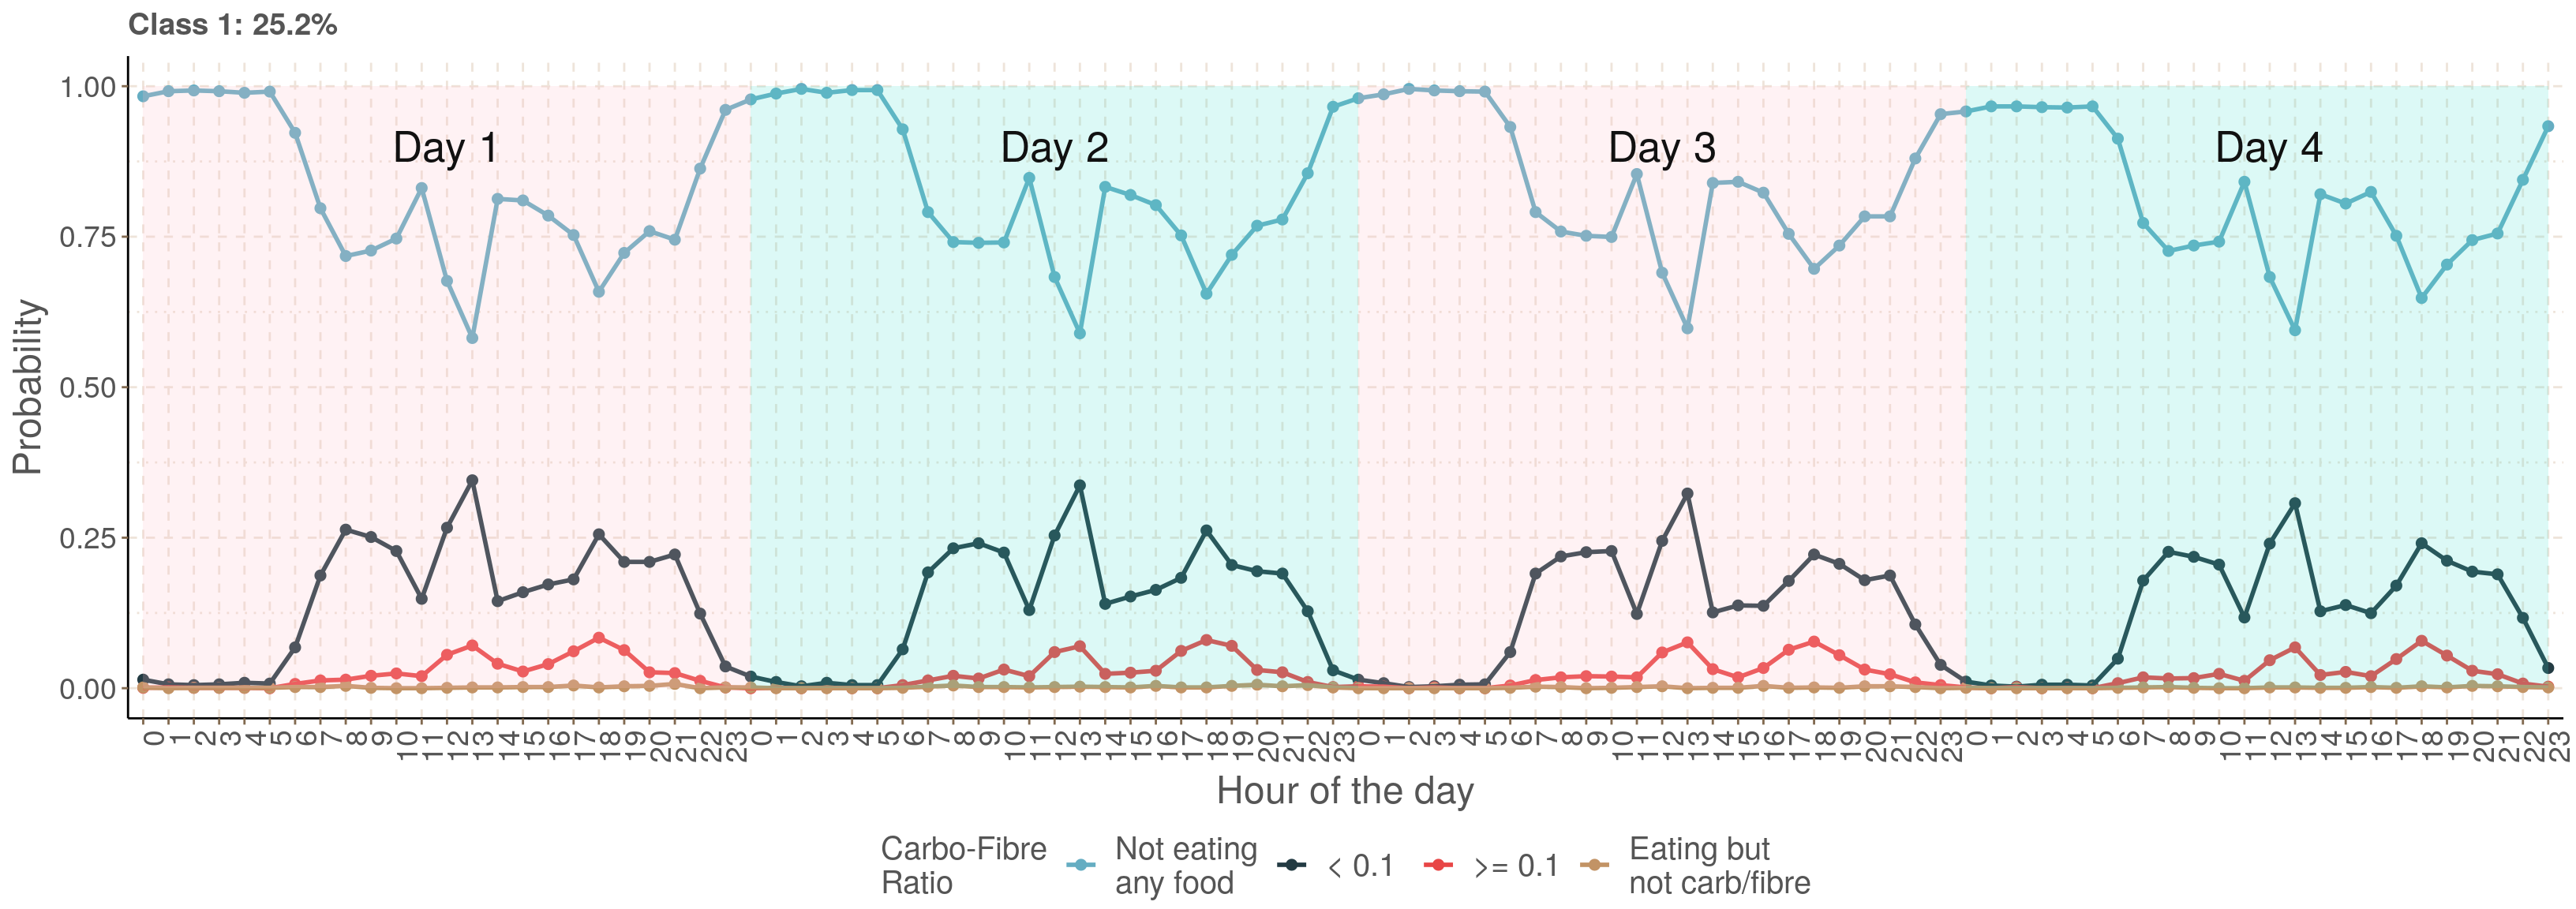 Class 1: 25.2%
1.00
0.75
0.50
0.25
0.00
Probability
Day 1
Day 2
Day 3
Day 4
0 1 2 3 4 5 6 7 8 9 10 11 12 13 14 15 16 17 18 19 20 21 22 23 0 1 2 3 4 5 6 7 8 9 10 11 12 13 14 15 16 17 18 19 20 21 22 23 0 1 2 3 4 5 6 7 8 9 10 11 12 13 14 15 16 17 18 19 20 21 22 23 0 1 2 3 4 5 6 7 8 9 10 11 12 13 14 15 16 17 18 19 20 21 22 23
Hour of the day
Carbo-Fibre
Ratio
Not eating
any food
< 0.1
>= 0.1
Eating but
not carb/fibre